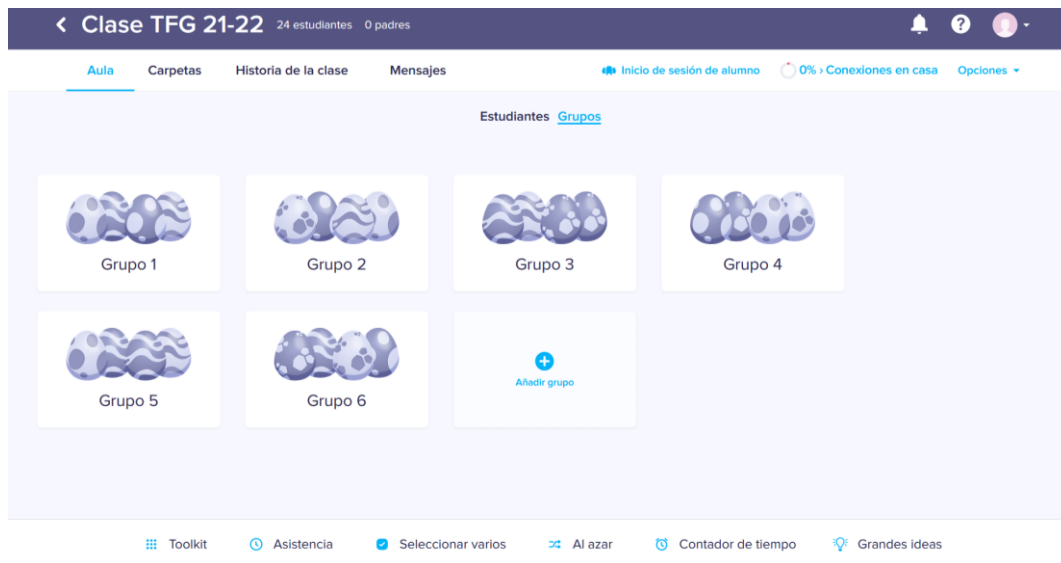 Clase TFG 21-22 24 estudiantes 0 padres
Aula Carpetas Historia de la clase Mensajes Inicio de sesión de alumno 0% › Conexiones en casa Opciones
Estudiantes Grupos
Grupo 1 Grupo 2 Grupo 3 Grupo 4
Añadir grupo
Grupo 5 Grupo 6
Toolkit Asistencia Seleccionar varios Al azar Contador de tiempo Grandes ideas